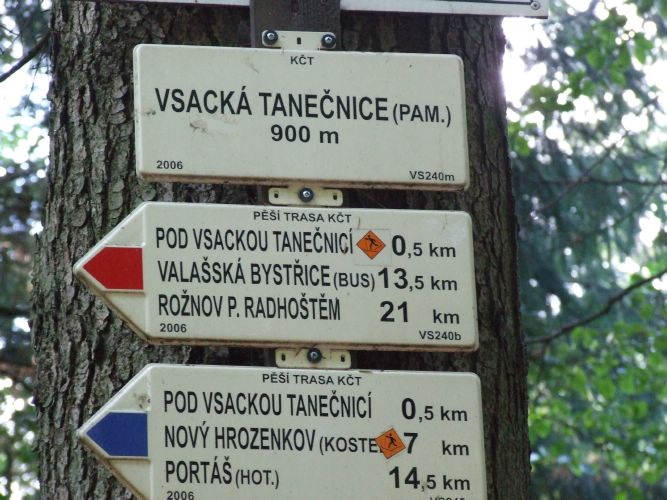 KČT
VSACKÁ TANEČNICE (PAM.)
900 m
2006 VS240m
PĚŠÍ TRASA KČT
POD VSACKOU TANEČNICÍ 0,5 km
VALAŠSKÁ BYSTŘICE (BUS) 13,5 km
ROŽNOV P. RADHOŠTĚM 21 km
2006 VS240b
PĚŠÍ TRASA KČT
POD VSACKOU TANEČNICÍ 0,5 km
NOVÝ HROZENKOV (KOSTE 7 km
PORTÁŠ (HOT.) 14,5 km
2006